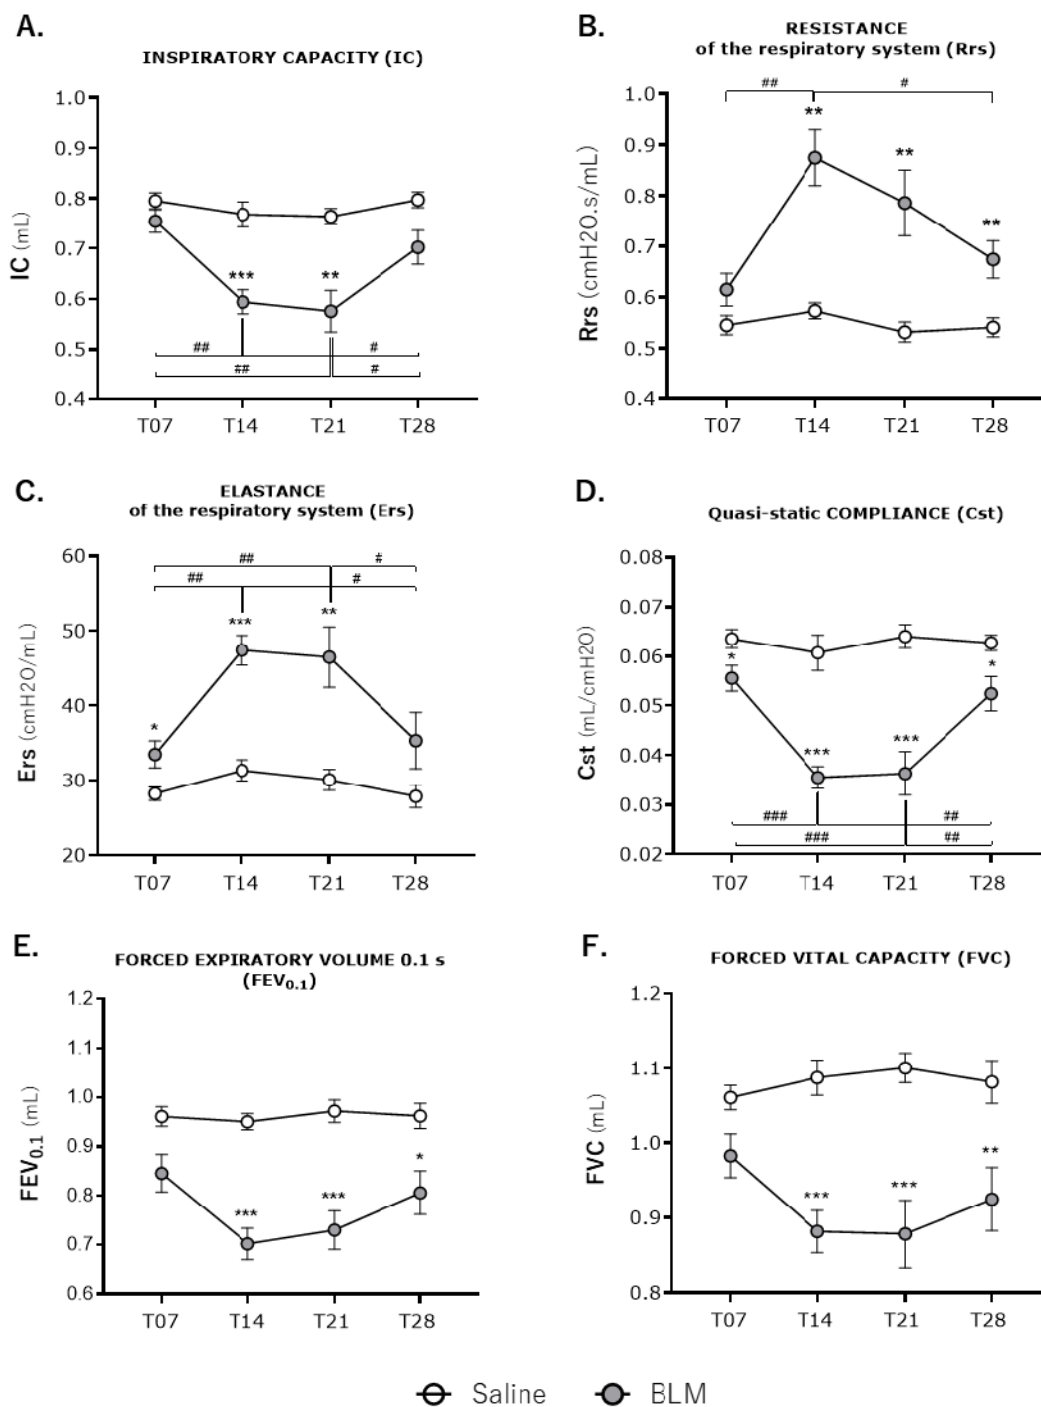 A.
INSPIRATORY CAPACITY (IC)
IC (mL)
1.0
0.9
0.8
0.7
0.6
0.5
0.4
***
**
##
#
##
#
T07 T14 T21 T28
B.
RESISTANCE
of the respiratory system (Rrs)
Rrs (cmH2O.s/mL)
1.0
0.9
0.8
0.7
0.6
0.5
0.4
##
#
**
**
**
T07 T14 T21 T28
C.
ELASTANCE
of the respiratory system (Ers)
Ers (cmH2O/mL)
60
50
40
30
20
##
#
##
#
*
***
**
T07 T14 T21 T28
D.
Quasi-static COMPLIANCE (Cst)
Cst (mL/cmH2O)
0.08
0.07
0.06
0.05
0.04
0.03
0.02
*
***
***
*
###
##
###
##
T07 T14 T21 T28
E.
FORCED EXPIRATORY VOLUME 0.1 s
(FEV0.1)
FEV0.1 (mL)
1.2
1.1
1.0
0.9
0.8
0.7
0.6
***
***
*
T07 T14 T21 T28
F.
FORCED VITAL CAPACITY (FVC)
FVC (mL)
1.2
1.1
1.0
0.9
0.8
***
***
**
T07 T14 T21 T28
Saline BLM